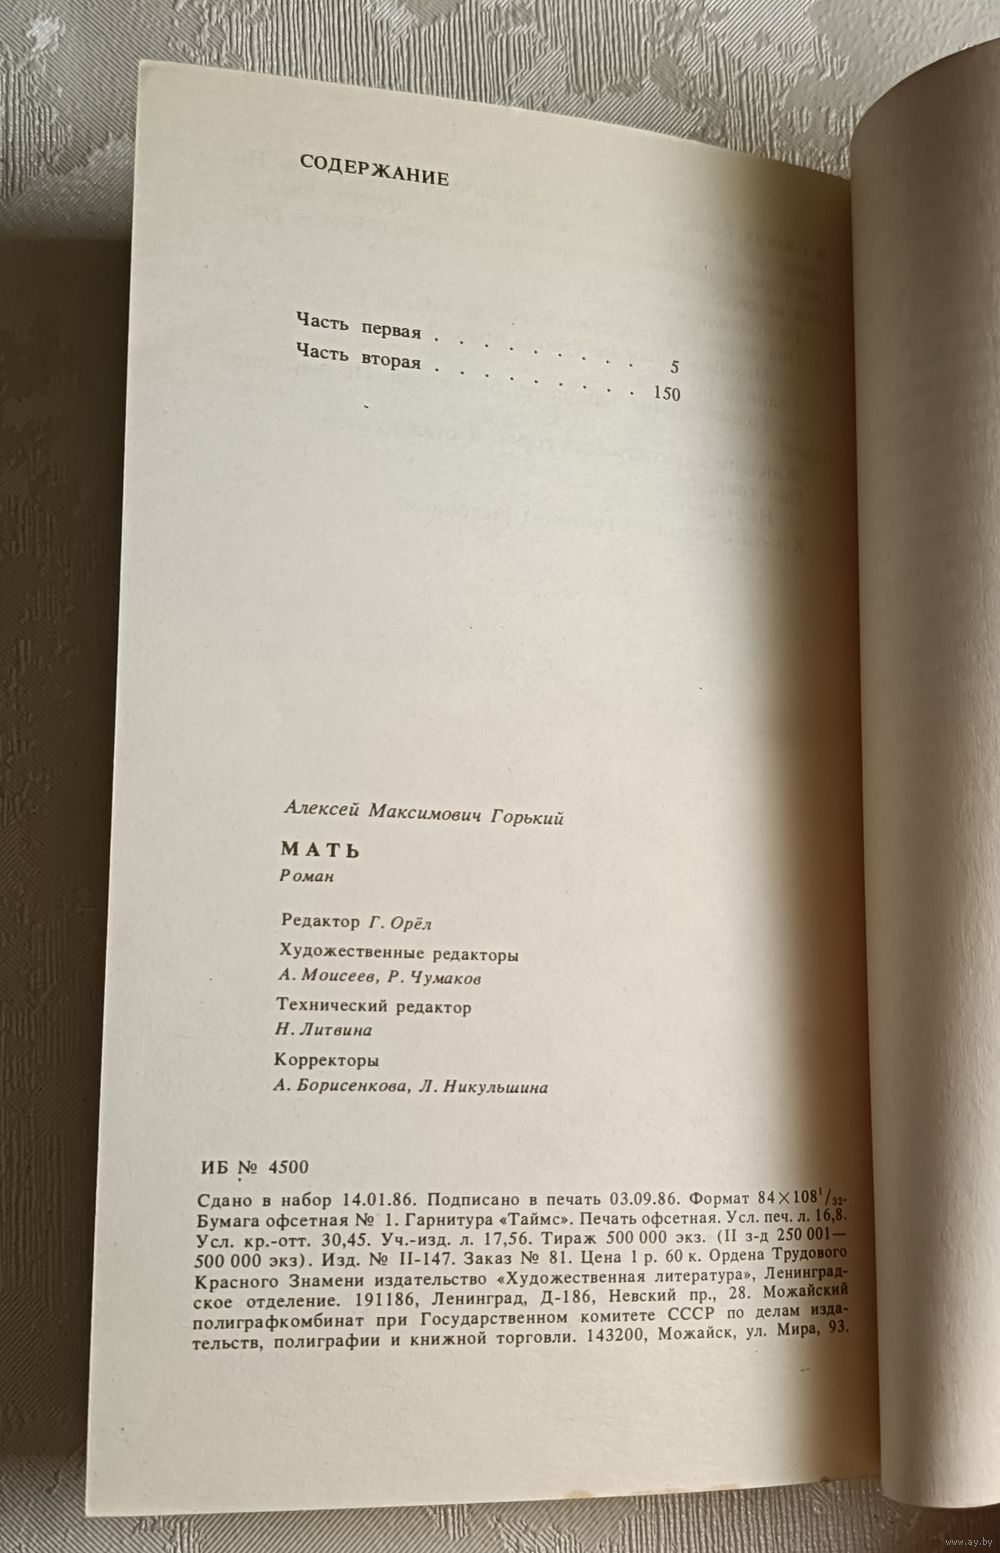 СОДЕРЖАНИЕ
Часть первая . . . . . . . . . 5
Часть вторая . . . . . . . . . 150
Алексей Максимович Горький
МАТЬ
Роман
Редактор Г. Орёл
Художественные редакторы
А. Моисеев, Р. Чумаков
Технический редактор
Н. Литвина
Корректоры
А. Борисенкова, Л. Никульшина
ИБ № 4500
Сдано в набор 14.01.86. Подписано в печать 03.09.86. Формат 84×108¹/₃₂.
Бумага офсетная № 1. Гарнитура «Таймс». Печать офсетная. Усл. печ. л. 16,8.
Усл. кр.-отт. 30,45. Уч.-изд. л. 17,56. Тираж 500 000 экз. (II з-д 250 001—
500 000 экз). Изд. № II-147. Заказ № 81. Цена 1 р. 60 к. Ордена Трудового
Красного Знамени издательство «Художественная литература», Ленинград-
ское отделение. 191186, Ленинград, Д-186, Невский пр., 28. Можайский
полиграфкомбинат при Государственном комитете СССР по делам изда-
тельств, полиграфии и книжной торговли. 143200, Можайск, ул. Мира, 93.
www.ay.by